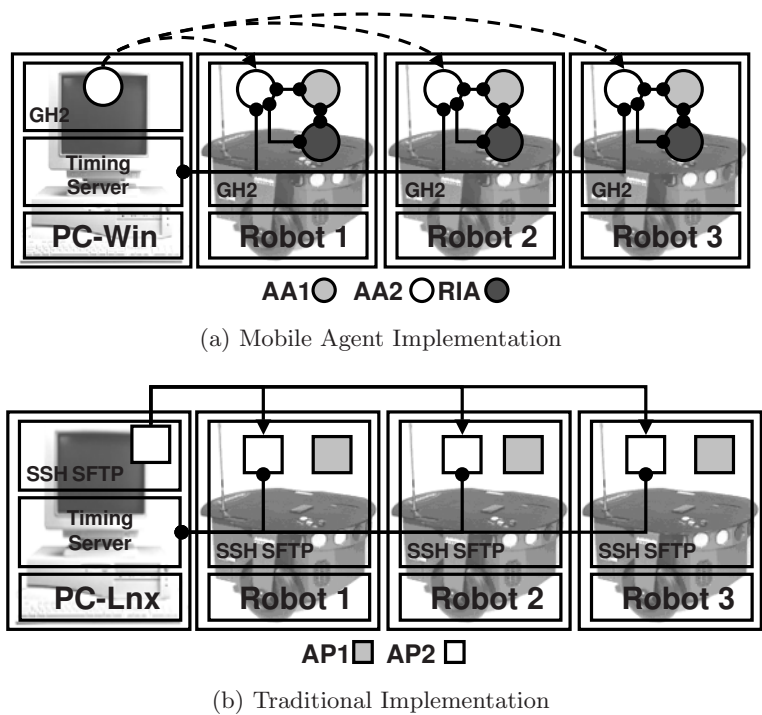 GH2
Timing
Server
PC-Win
GH2
Robot 1
GH2
Robot 2
GH2
Robot 3
AA1 AA2 RIA
(a) Mobile Agent Implementation
SSH SFTP
Timing
Server
PC-Lnx
SSH SFTP
Robot 1
SSH SFTP
Robot 2
SSH SFTP
Robot 3
AP1 AP2
(b) Traditional Implementation